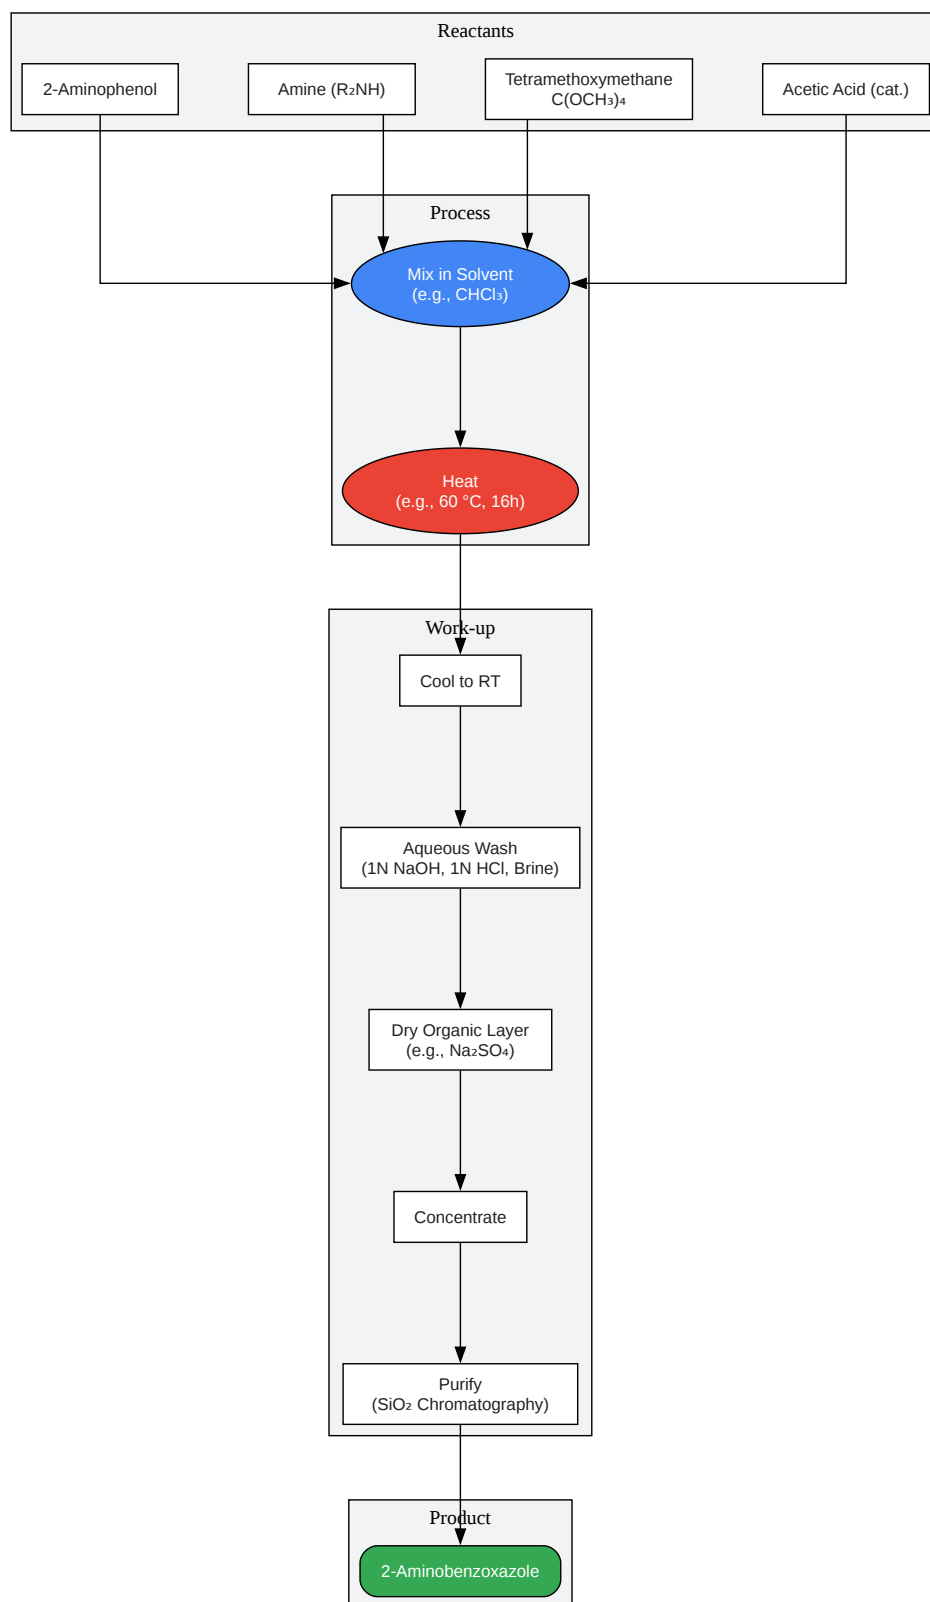 Reactants
2-Aminophenol
Amine (R₂NH)
Tetramethoxymethane
C(OCH₃)₄
Acetic Acid (cat.)
Process
Mix in Solvent
(e.g., CHCl₃)
Heat
(e.g., 60 °C, 16h)
Work-up
Cool to RT
Aqueous Wash
(1N NaOH, 1N HCl, Brine)
Dry Organic Layer
(e.g., Na₂SO₄)
Concentrate
Purify
(SiO₂ Chromatography)
Product
2-Aminobenzoxazole